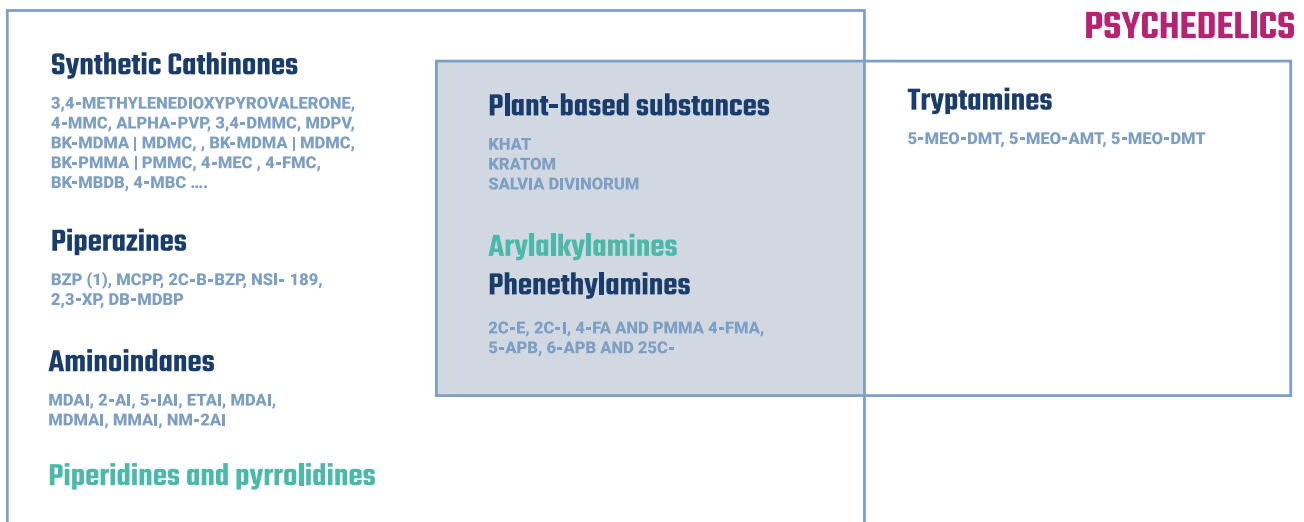 PSYCHEDELICS
Synthetic Cathinones
3,4-METHYLENEDIOXYPYROVALERONE,
4-MMC, ALPHA-PVP, 3,4-DMMC, MDPV,
BK-MDMA | MDMC, , BK-MDMA | MDMC,
BK-PMMA | PMMC, 4-MEC , 4-FMC,
BK-MBDB, 4-MBC ....
Piperazines
BZP (1), MCPP, 2C-B-BZP, NSI- 189,
2,3-XP, DB-MDBP
Aminoindanes
MDAI, 2-AI, 5-IAI, ETAI, MDAI,
MDMAI, MMAI, NM-2AI
Piperidines and pyrrolidines
Plant-based substances
KHAT
KRATOM
SALVIA DIVINORUM
Arylalkylamines
Phenethylamines
2C-E, 2C-I, 4-FA AND PMMA 4-FMA,
5-APB, 6-APB AND 25C-
Tryptamines
5-MEO-DMT, 5-MEO-AMT, 5-MEO-DMT